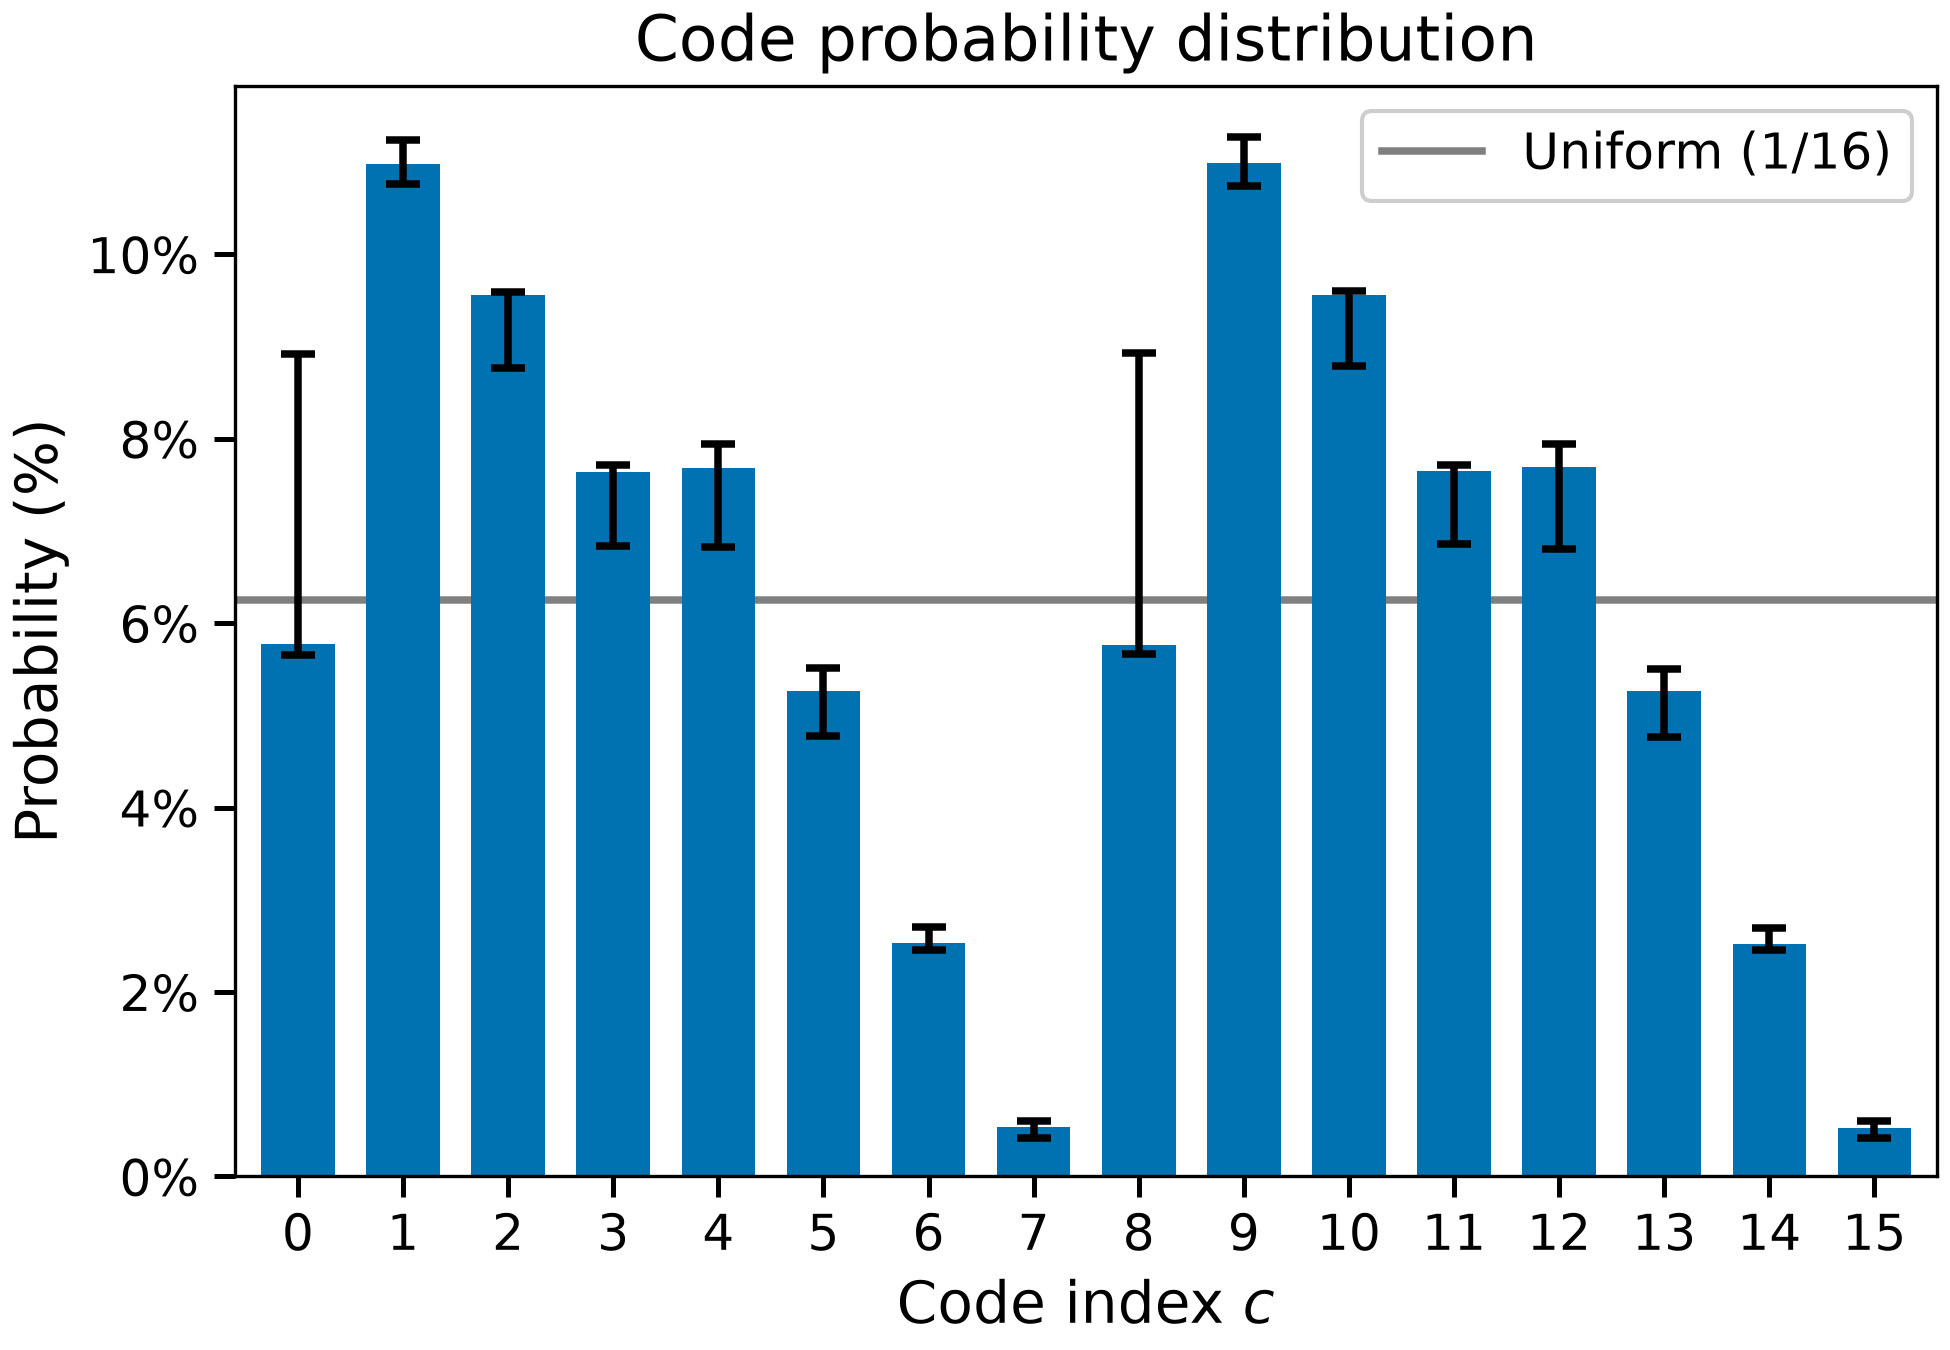 Code probability distribution
Uniform (1/16)
Probability (%)
10%
8%
6%
4%
2%
0%
0 1 2 3 4 5 6 7 8 9 10 11 12 13 14 15
Code index c